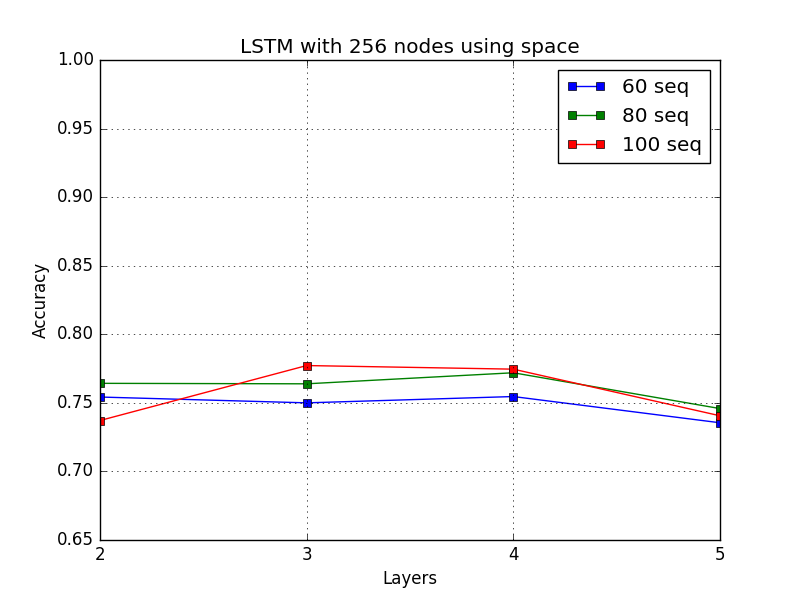 LSTM with 256 nodes using space
1.00
0.95
0.90
0.85
0.80
0.75
0.70
0.65
Accuracy
60 seq
80 seq
100 seq
2 3 4 5
Layers